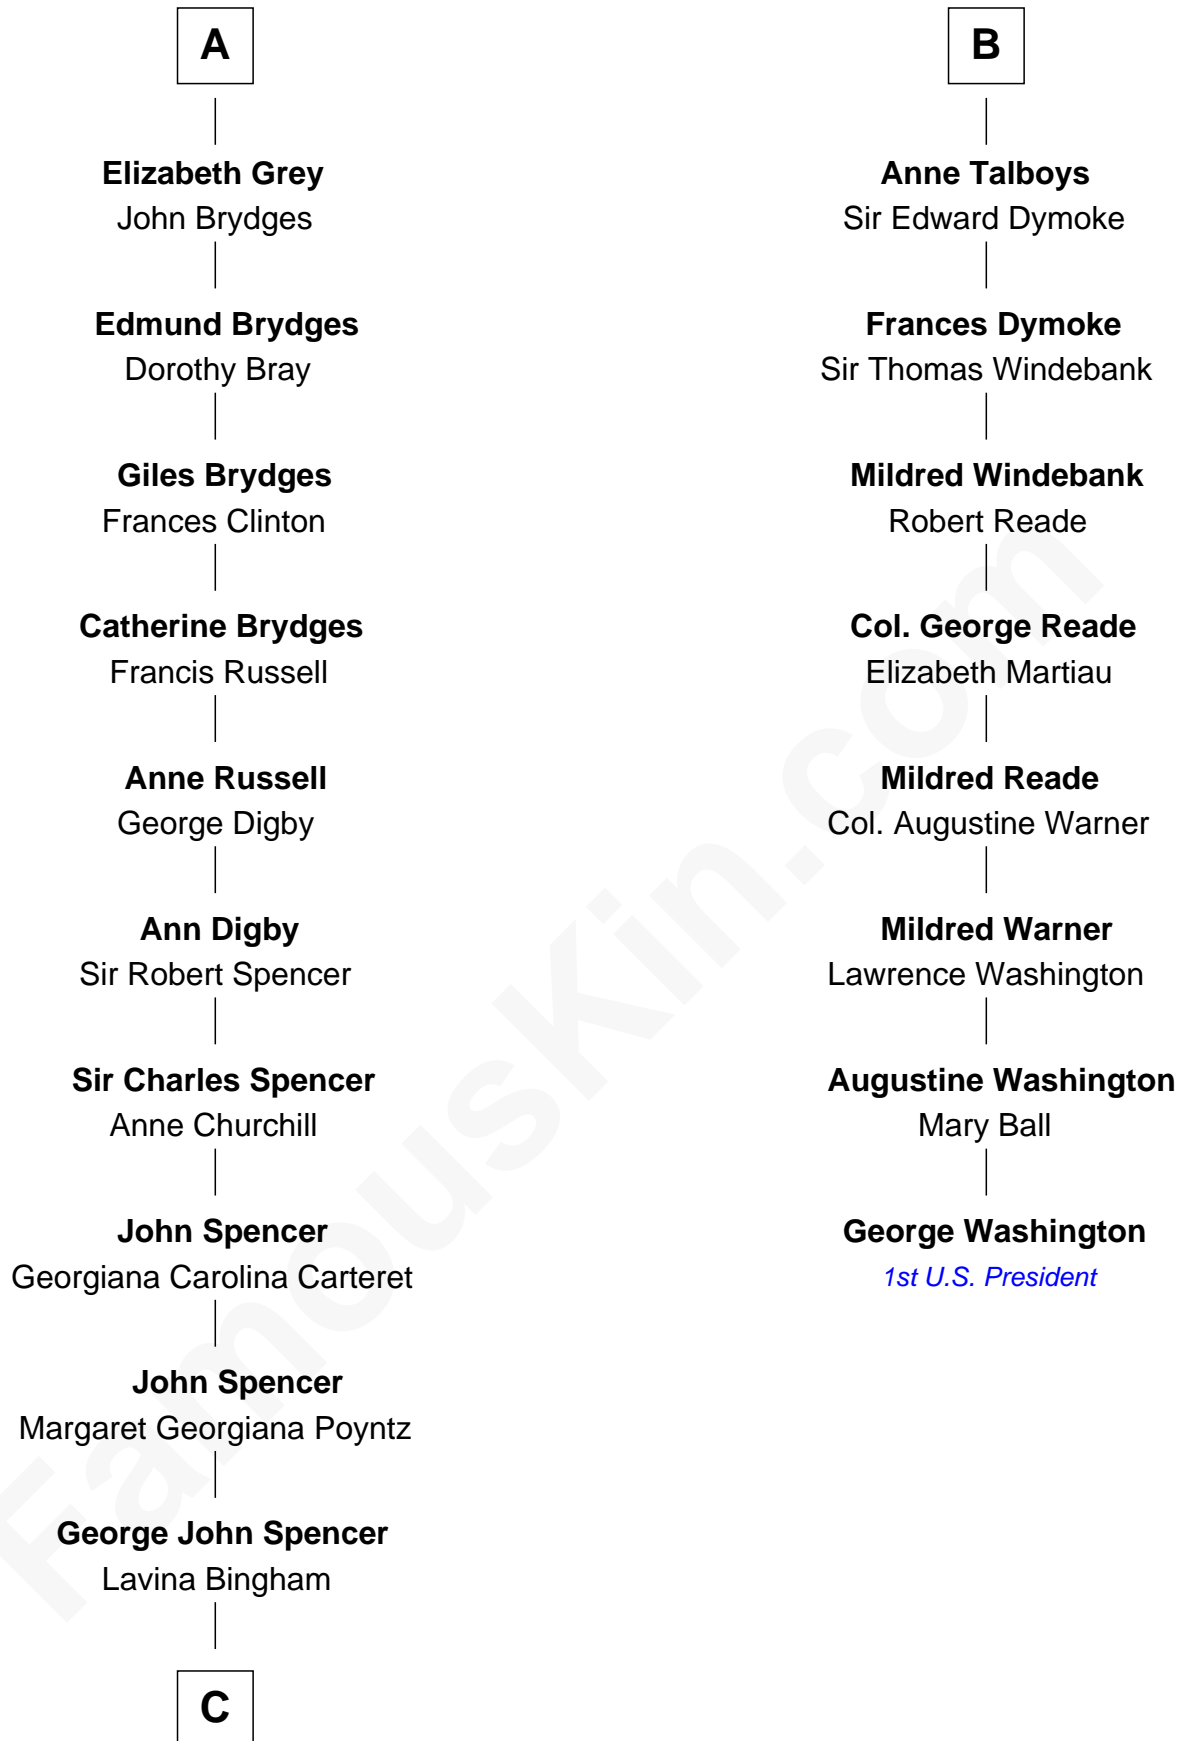 A
Elizabeth Grey
John Brydges
Edmund Brydges
Dorothy Bray
Giles Brydges
Frances Clinton
Catherine Brydges
Francis Russell
Anne Russell
George Digby
Ann Digby
Sir Robert Spencer
Sir Charles Spencer
Anne Churchill
John Spencer
Georgiana Carolina Carteret
John Spencer
Margaret Georgiana Poyntz
George John Spencer
Lavina Bingham
C
B
Anne Talboys
Sir Edward Dymoke
Frances Dymoke
Sir Thomas Windebank
Mildred Windebank
Robert Reade
Col. George Reade
Elizabeth Martiau
Mildred Reade
Col. Augustine Warner
Mildred Warner
Lawrence Washington
Augustine Washington
Mary Ball
George Washington
1st U.S. President
FamousKin.com